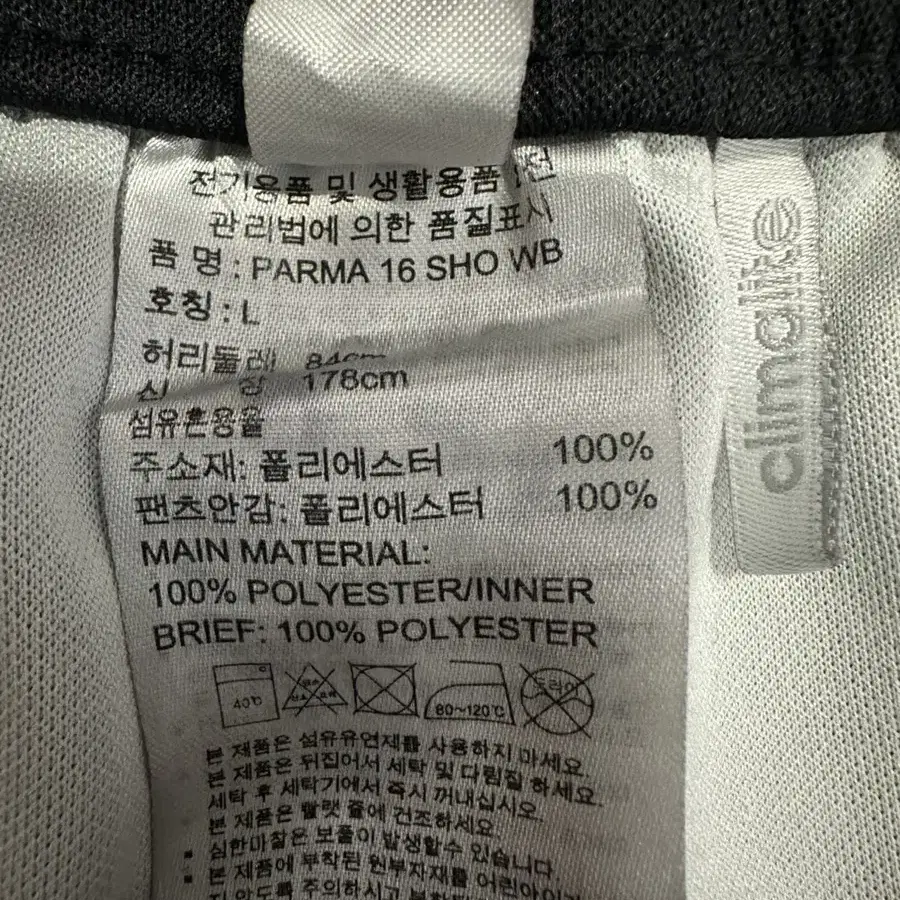 전기용품 및 생활용품
관리법에 의한 품질표시
품 명 : PARMA 16 SHO WB
호칭 : L
허리둘레 84cm
178cm
섬유혼용율
주소재: 폴리에스터 100%
팬츠안감: 폴리에스터 100%
MAIN MATERIAL:
100% POLYESTER/INNER
BRIEF: 100% POLYESTER
40℃
80~120℃
드라이
본 제품은 섬유유연제를 사용하지 마세요.
본 제품은 뒤집어서 세탁 및 다림질 하세요.
세탁 후 세탁기에서 즉시 꺼내십시오.
본 제품은 빨랫 줄에 건조하세요.
심한마찰은 보풀이 발생할수 있습니다.
본 제품에 부착된 원부자재를 어린아이가
climalite